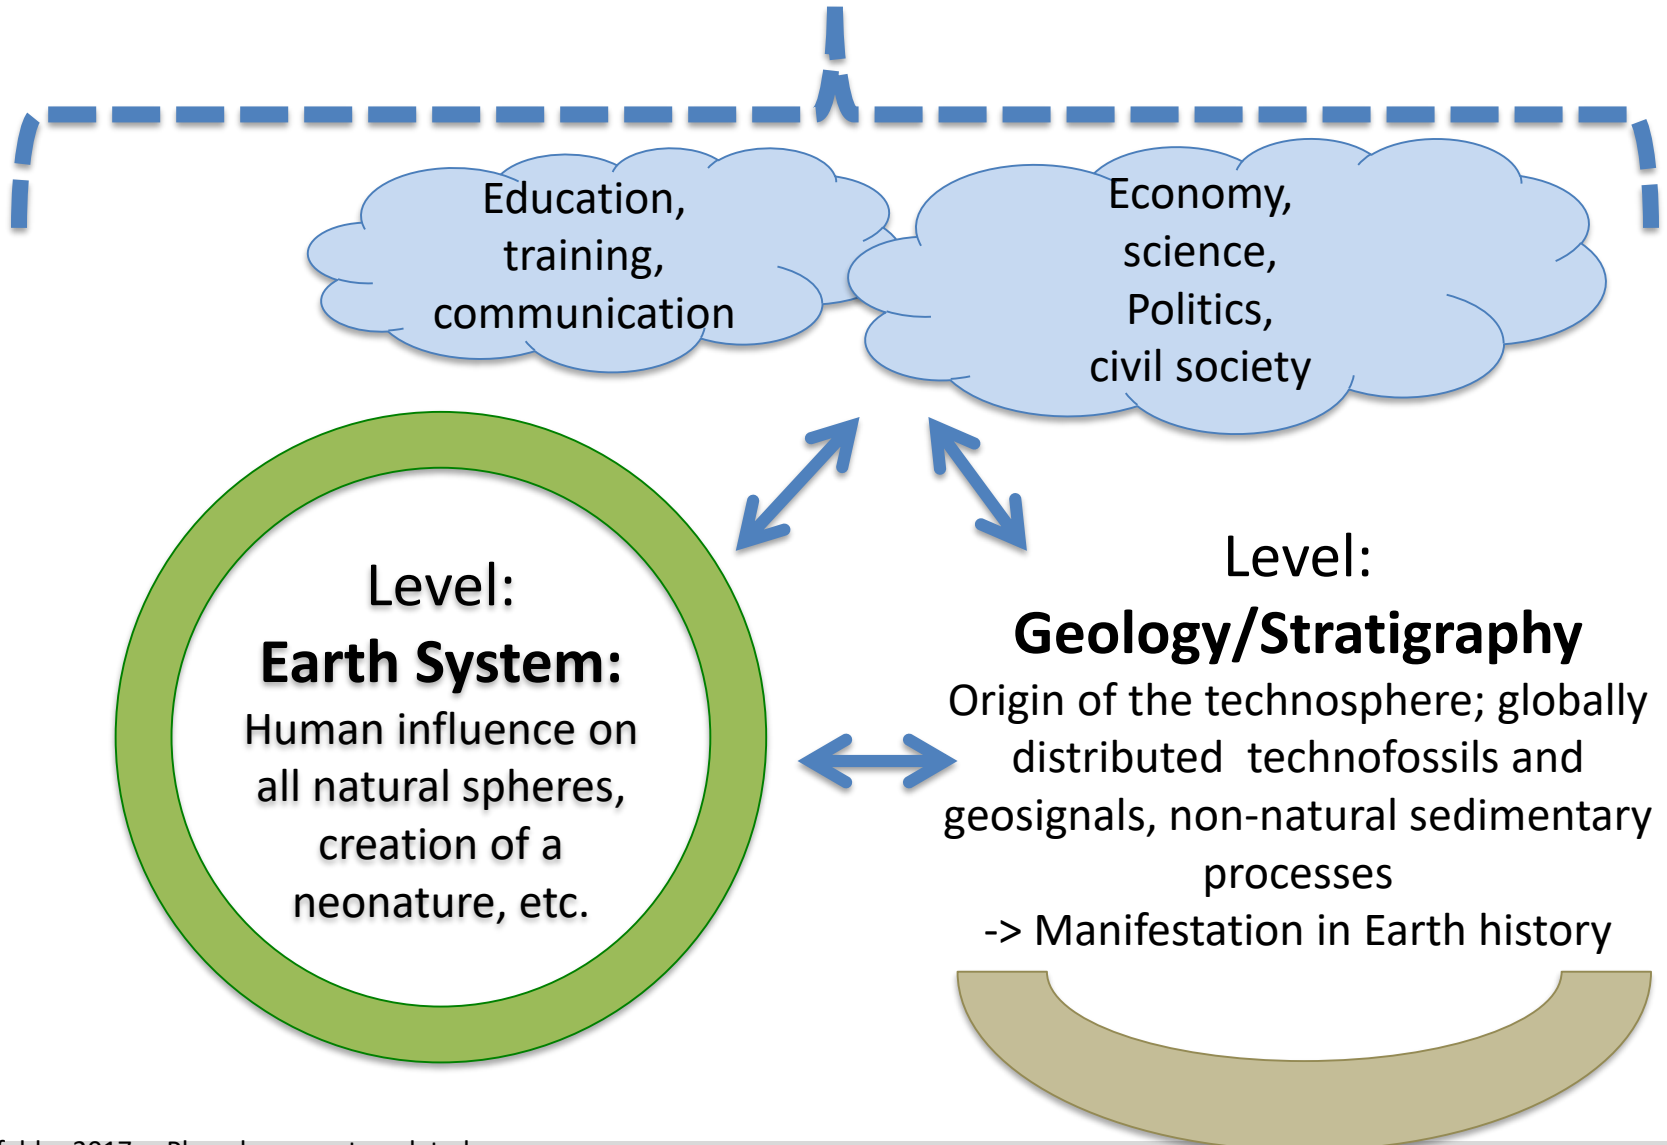 Education,
training,
communication
Economy,
science,
Politics,
civil society
Level:
Earth System:
Human influence on
all natural spheres,
creation of a
neonature, etc.
Level:
Geology/Stratigraphy
Origin of the technosphere; globally
distributed technofossils and
geosignals, non-natural sedimentary
processes
-> Manifestation in Earth history